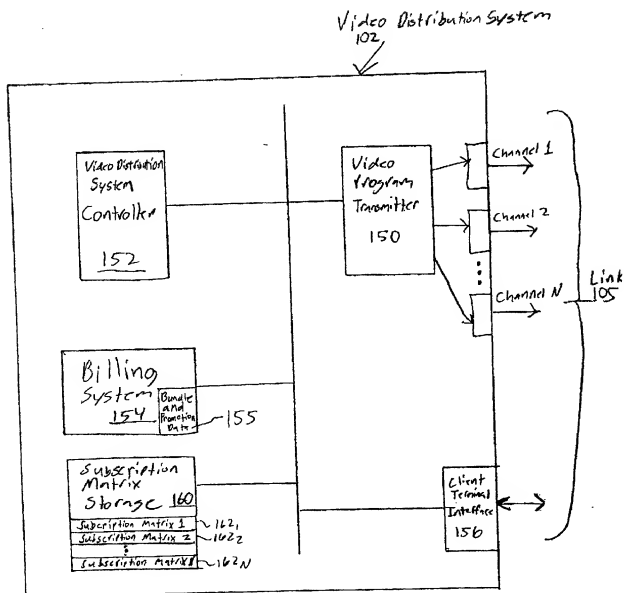 Video Distribution System
102
Video Distribution
System
Controller
152
Video
Program
Transmitter
150
Channel 1
Channel 2
Channel N
Link
105
Billing
System
154
Bundle
and
Promotion
Data
155
Subscription
Matrix
Storage 160
Subscription Matrix 1
162₁
Subscription Matrix 2
162₂
Subscription Matrix N
162N
Client
Terminal
Interface
156